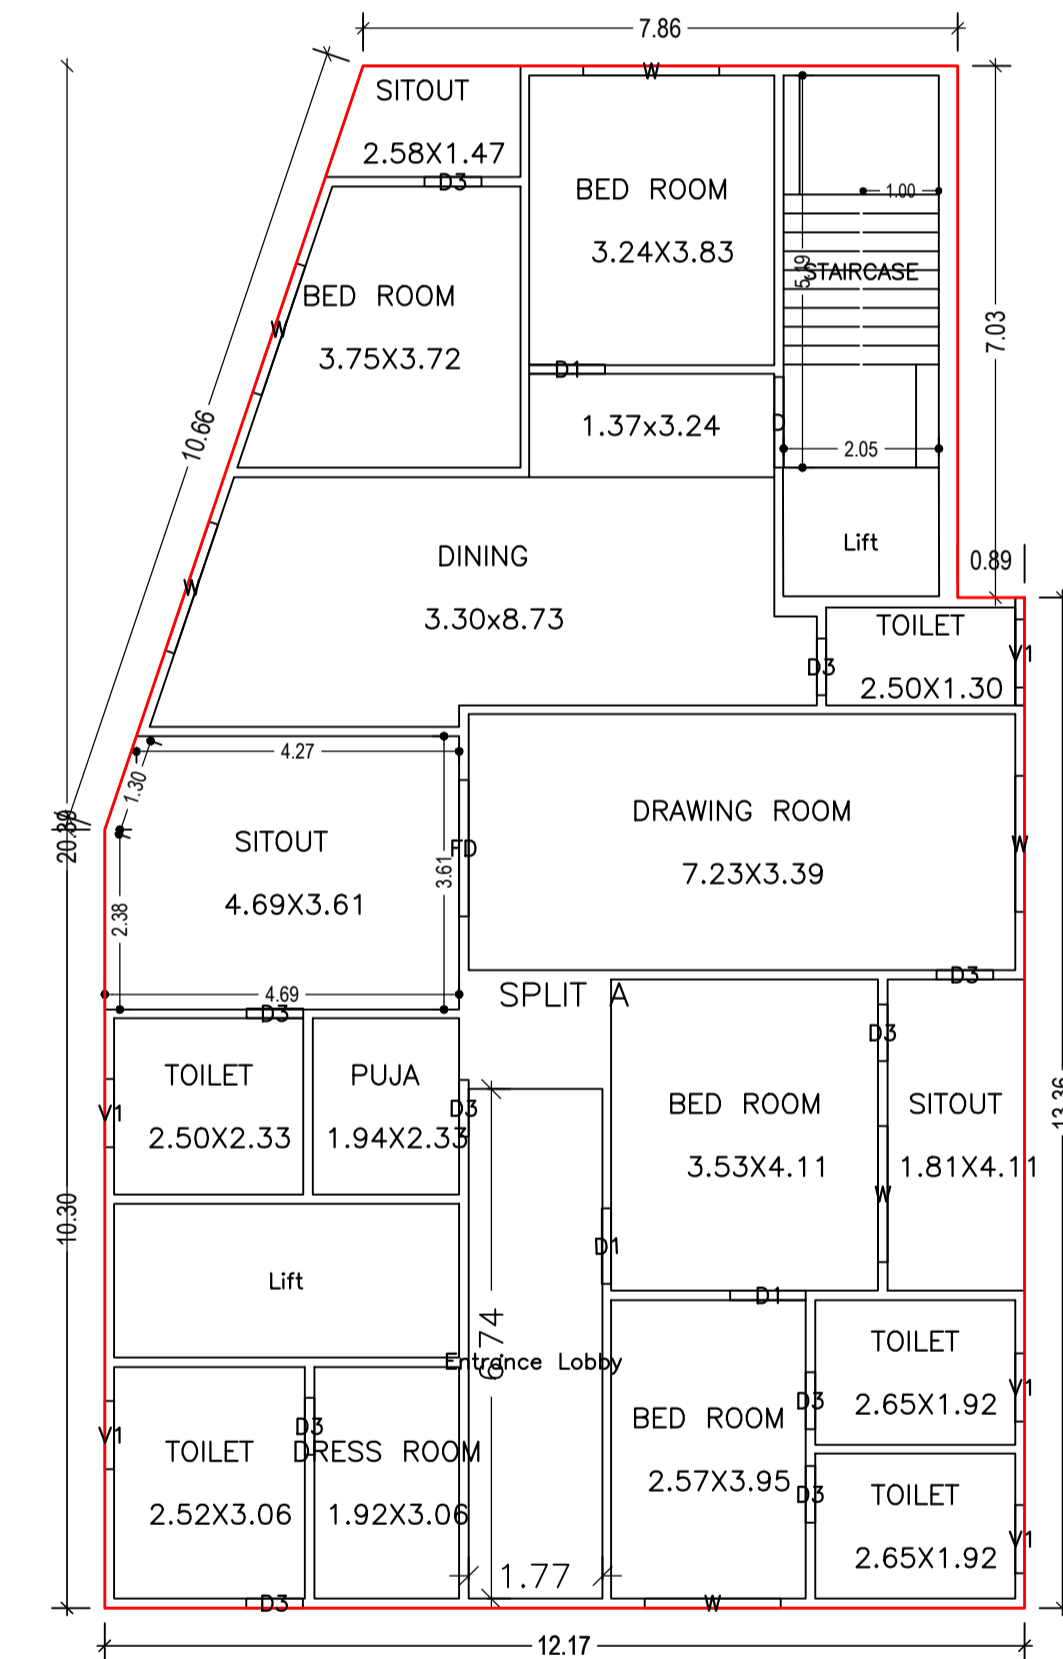 7.86
SITOUT
2.58X1.47
D3
W
BED ROOM
3.24X3.83
1.00
STAIRCASE
5.19
7.03
BED ROOM
3.75X3.72
W
10.66
D1
1.37x3.24
D
2.05
Lift
0.89
DINING
3.30x8.73
W
TOILET
2.50X1.30
D3
V1
4.27
1.30
SITOUT
4.69X3.61
3.61
FD
2.38
4.69
DRAWING ROOM
7.23X3.39
W
D3
SPLIT A
D3
TOILET
2.50X2.33
V1
PUJA
1.94X2.33
D3
BED ROOM
3.53X4.11
D3
W
SITOUT
1.81X4.11
13.36
10.30
Lift
D1
D1
6.74
Entrance Lobby
TOILET
2.52X3.06
V1
D3
DRESS ROOM
1.92X3.06
BED ROOM
2.57X3.95
D3
TOILET
2.65X1.92
V1
D3
TOILET
2.65X1.92
V1
1.77
D3
W
12.17